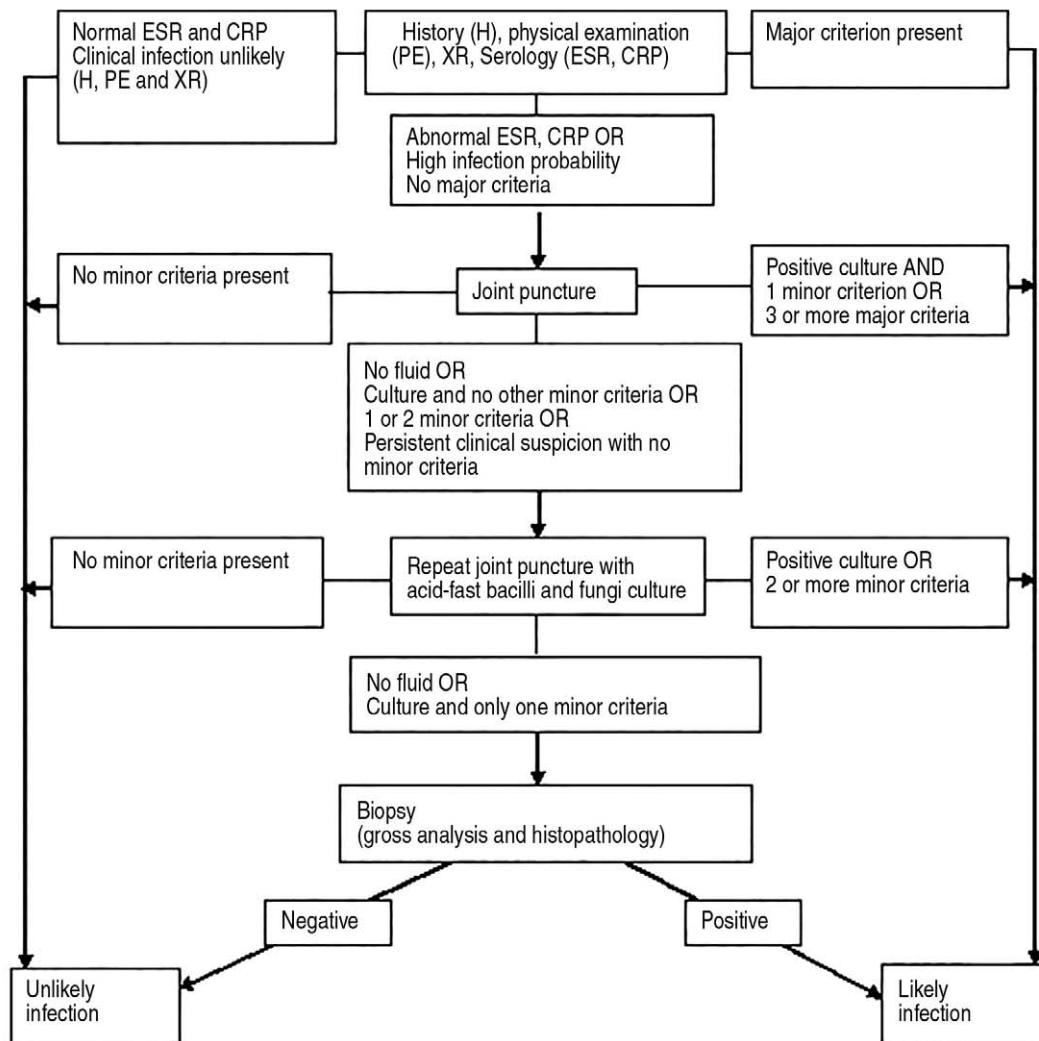 Normal ESR and CRP
Clinical infection unlikely
(H, PE and XR)
History (H), physical examination
(PE), XR, Serology (ESR, CRP)
Major criterion present
Abnormal ESR, CRP OR
High infection probability
No major criteria
No minor criteria present
Joint puncture
Positive culture AND
1 minor criterion OR
3 or more major criteria
No fluid OR
Culture and no other minor criteria OR
1 or 2 minor criteria OR
Persistent clinical suspicion with no
minor criteria
No minor criteria present
Repeat joint puncture with
acid-fast bacilli and fungi culture
Positive culture OR
2 or more minor criteria
No fluid OR
Culture and only one minor criteria
Biopsy
(gross analysis and histopathology)
Negative
Positive
Unlikely
infection
Likely
infection